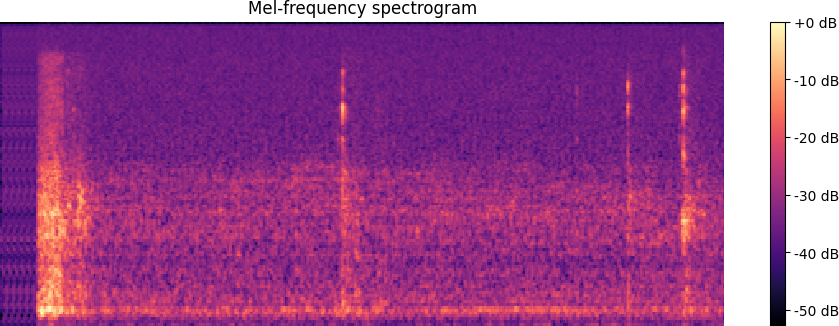 Mel-frequency spectrogram
+0 dB
-10 dB
-20 dB
-30 dB
-40 dB
-50 dB